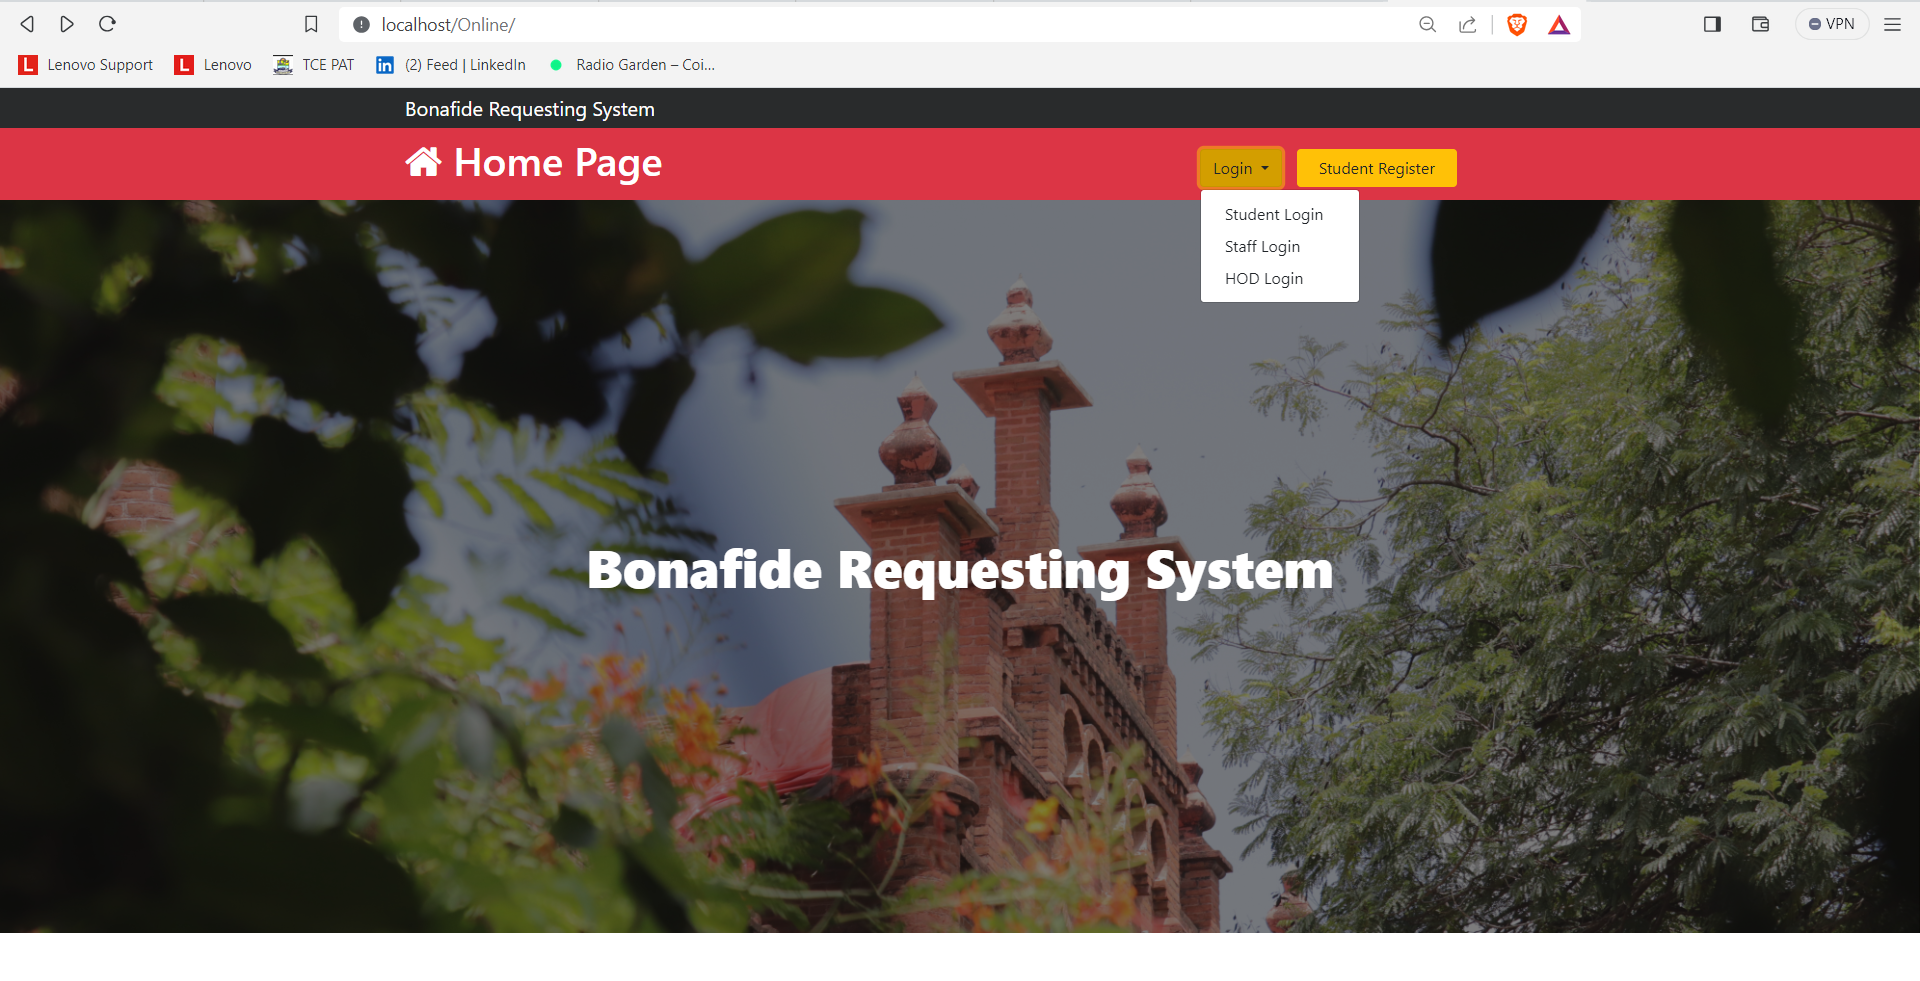 localhost/Online/
VPN
L Lenovo Support
L Lenovo
TCE PAT
in (2) Feed | LinkedIn
Radio Garden – Coi...
Bonafide Requesting System
Home Page
Login
Student Register
Student Login
Staff Login
HOD Login
Bonafide Requesting System